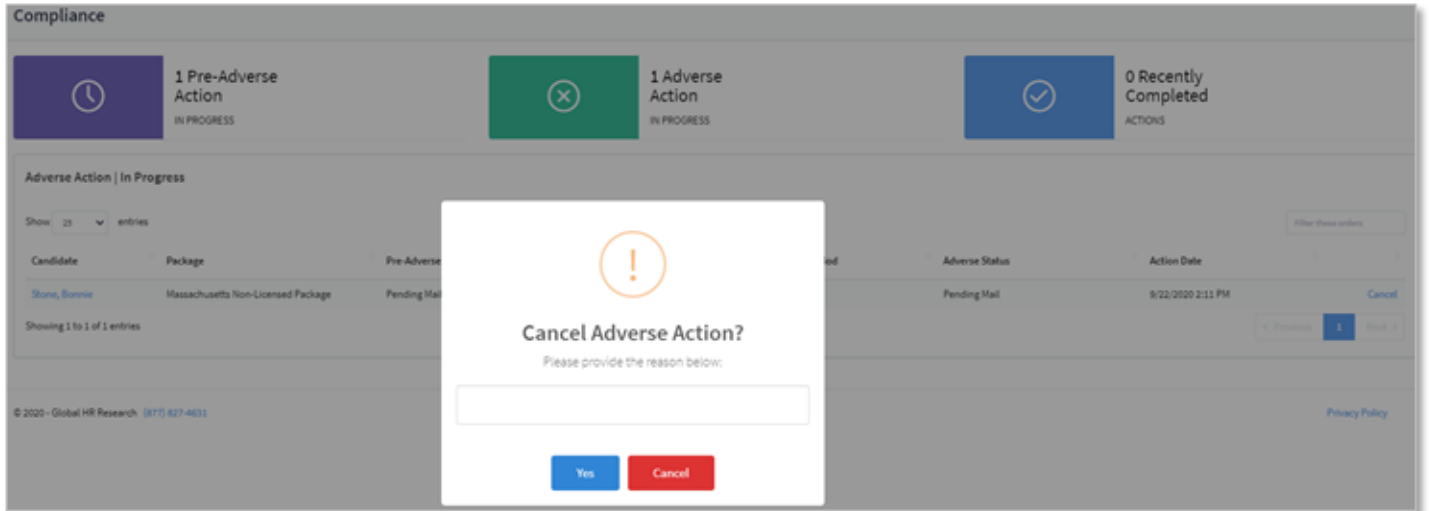 Compliance
1 Pre-Adverse
Action
IN PROGRESS
1 Adverse
Action
IN PROGRESS
0 Recently
Completed
ACTIONS
Adverse Action | In Progress
Show 25 entries
Filter these orders
Candidate Package Pre-Adverse Adverse Status Action Date
Stone, Bonnie Massachusetts Non-Licensed Package Pending Mail Pending Mail 9/22/2020 2:11 PM Cancel
Showing 1 to 1 of 1 entries
< Previous 1 Next >
Cancel Adverse Action?
Please provide the reason below:
Yes Cancel
© 2020 - Global HR Research (877) 827-4631
Privacy Policy